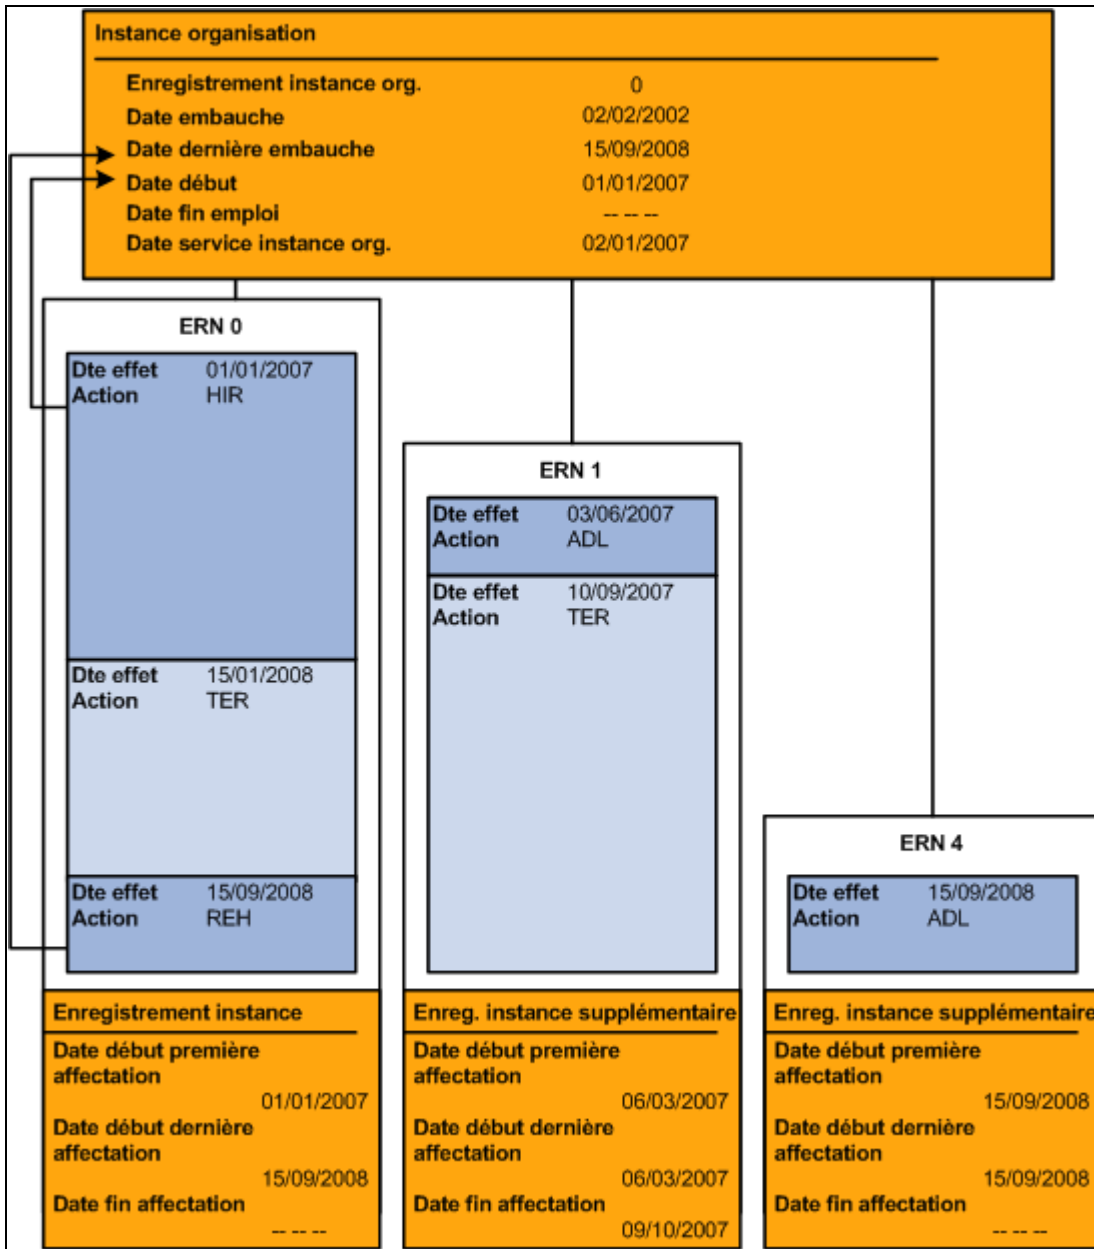 Instance organisation
Enregistrement instance org. 0
Date embauche 02/02/2002
Date dernière embauche 15/09/2008
Date début 01/01/2007
Date fin emploi -- -- --
Date service instance org. 02/01/2007
ERN 0
Dte effet 01/01/2007
Action HIR
Dte effet 15/01/2008
Action TER
Dte effet 15/09/2008
Action REH
Enregistrement instance
Date début première
affectation
01/01/2007
Date début dernière
affectation
15/09/2008
Date fin affectation
-- -- --
ERN 1
Dte effet 03/06/2007
Action ADL
Dte effet 10/09/2007
Action TER
Enreg. instance supplémentaire
Date début première
affectation
06/03/2007
Date début dernière
affectation
06/03/2007
Date fin affectation
09/10/2007
ERN 4
Dte effet 15/09/2008
Action ADL
Enreg. instance supplémentaire
Date début première
affectation
15/09/2008
Date début dernière
affectation
15/09/2008
Date fin affectation
-- -- --